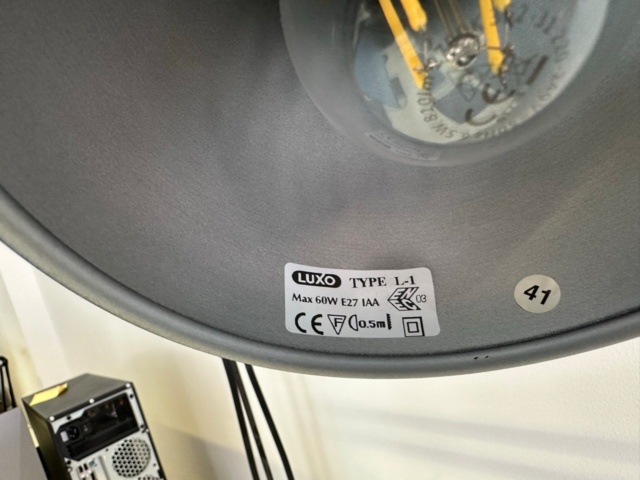 LUXO TYPE L-1
Max 60W E27 IAA 03
CE F 0.5m
41